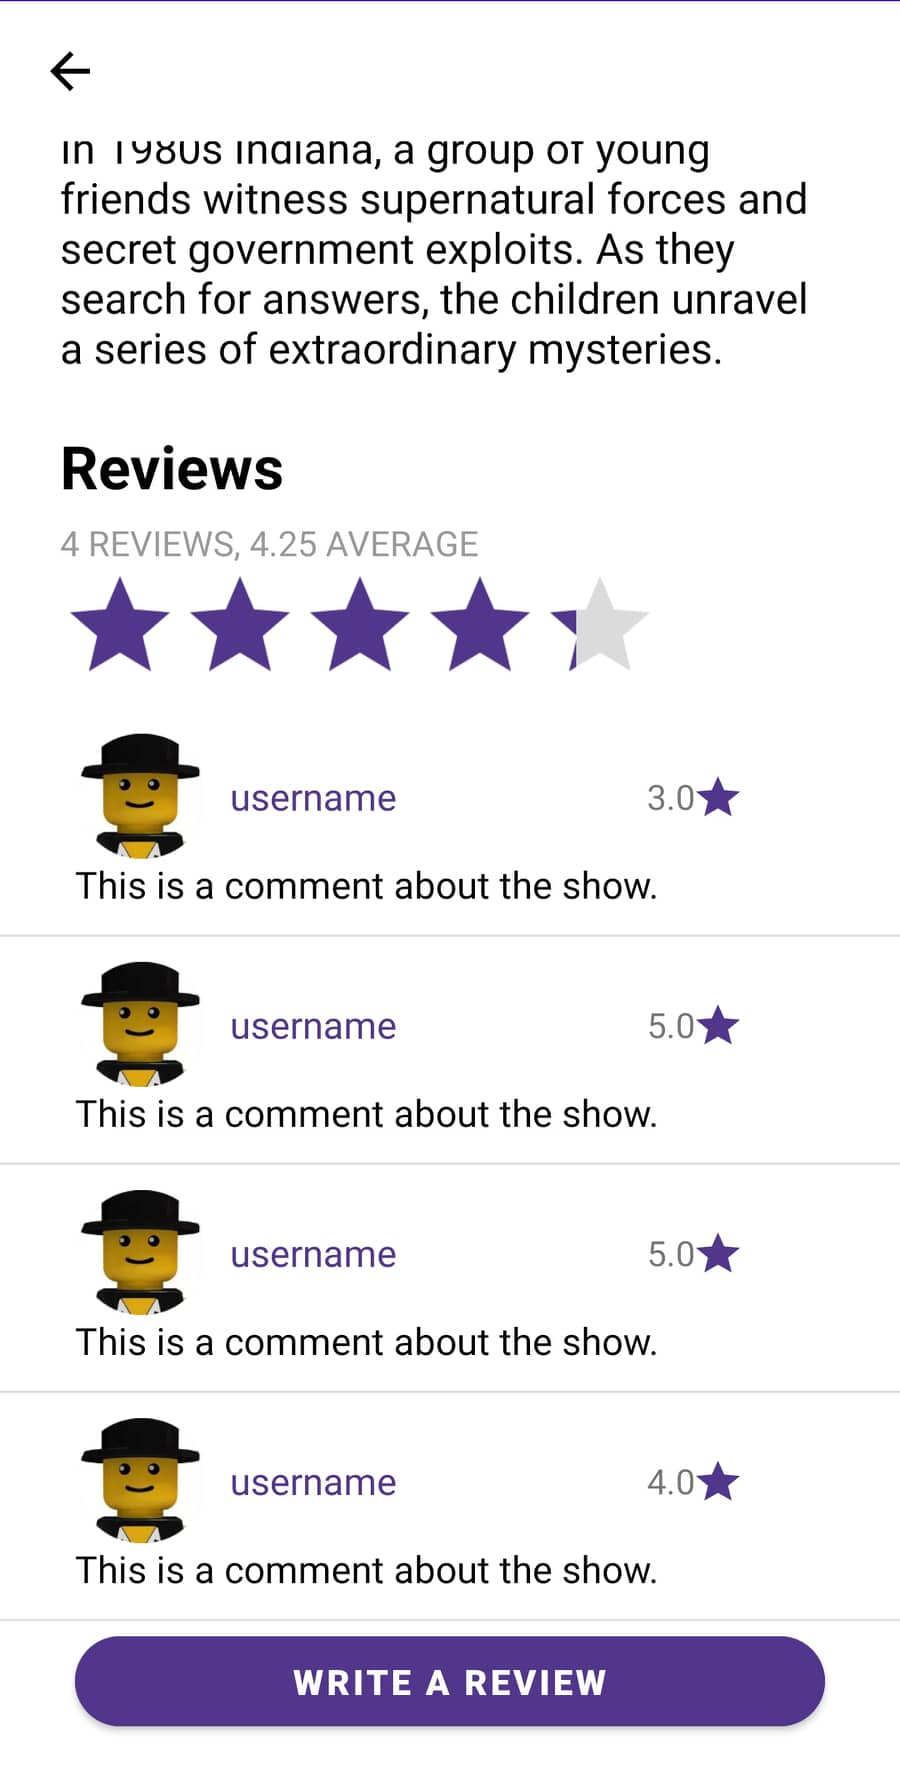 in 1980s Indiana, a group of young
friends witness supernatural forces and
secret government exploits. As they
search for answers, the children unravel
a series of extraordinary mysteries.
Reviews
4 REVIEWS, 4.25 AVERAGE
username 3.0
This is a comment about the show.
username 5.0
This is a comment about the show.
username 5.0
This is a comment about the show.
username 4.0
This is a comment about the show.
WRITE A REVIEW